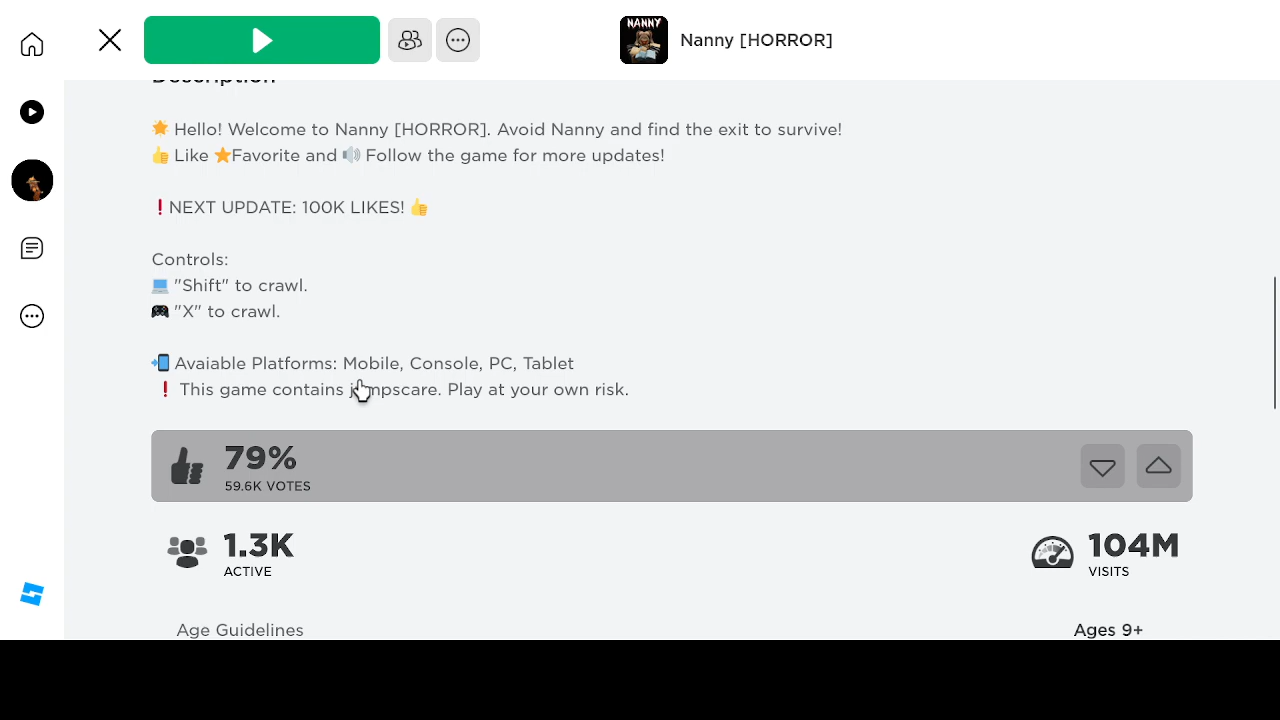 NANNY
Nanny [HORROR]
Description
Hello! Welcome to Nanny [HORROR]. Avoid Nanny and find the exit to survive!
👍 Like ⭐Favorite and 🔊 Follow the game for more updates!
❗NEXT UPDATE: 100K LIKES! 👍
Controls:
💻 "Shift" to crawl.
🎮 "X" to crawl.
📲 Avaiable Platforms: Mobile, Console, PC, Tablet
❗ This game contains jumpscare. Play at your own risk.
79%
59.6K VOTES
1.3K
ACTIVE
104M
VISITS
Age Guidelines
Ages 9+